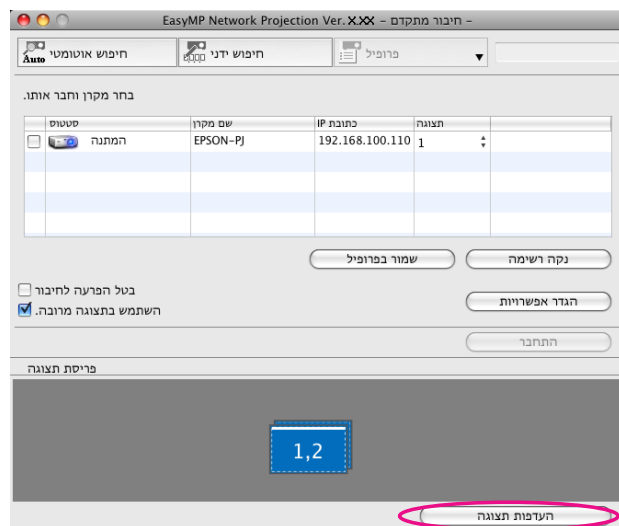 EasyMP Network Projection Ver. X.XX – חיבור מתקדם –
Auto חיפוש אוטומטי חיפוש ידני פרופיל
בחר מקרן וחבר אותו.
סטטוס שם מקרן כתובת IP תצוגה
המתנה EPSON-PJ 192.168.100.110 1
שמור בפרופיל נקה רשימה
בטל הפרעה לחיבור
השתמש בתצוגה מרובה.
הגדר אפשרויות
התחבר
פריסת תצוגה
1,2
העדפות תצוגה